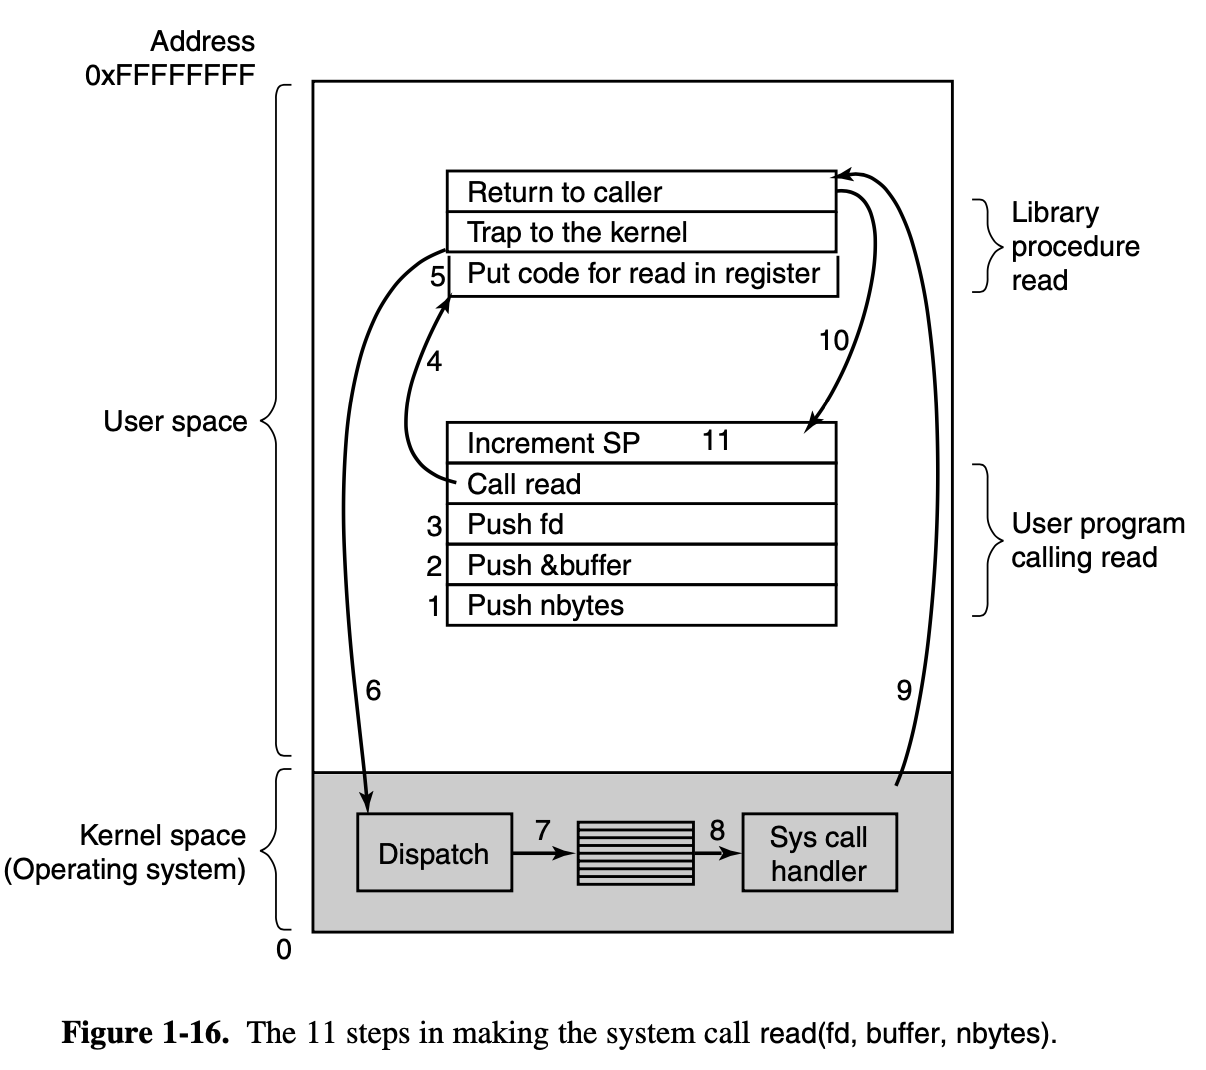 Address
0xFFFFFFFF
Return to caller
Trap to the kernel
5 Put code for read in register
Library
procedure
read
4
10
User space
Increment SP 11
Call read
3 Push fd
2 Push &buffer
1 Push nbytes
User program
calling read
6
9
Kernel space
(Operating system)
Dispatch
7
8
Sys call
handler
0
Figure 1-16. The 11 steps in making the system call read(fd, buffer, nbytes).